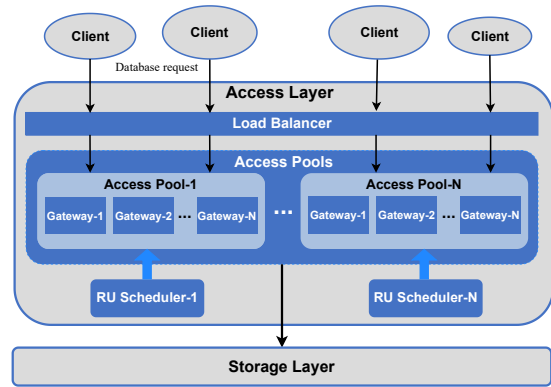 Client Client Client Client
Database request
Access Layer
Load Balancer
Access Pools
Access Pool-1 Access Pool-N
Gateway-1 Gateway-2 ... Gateway-N ... Gateway-1 Gateway-2 ... Gateway-N
RU Scheduler-1 RU Scheduler-N
Storage Layer